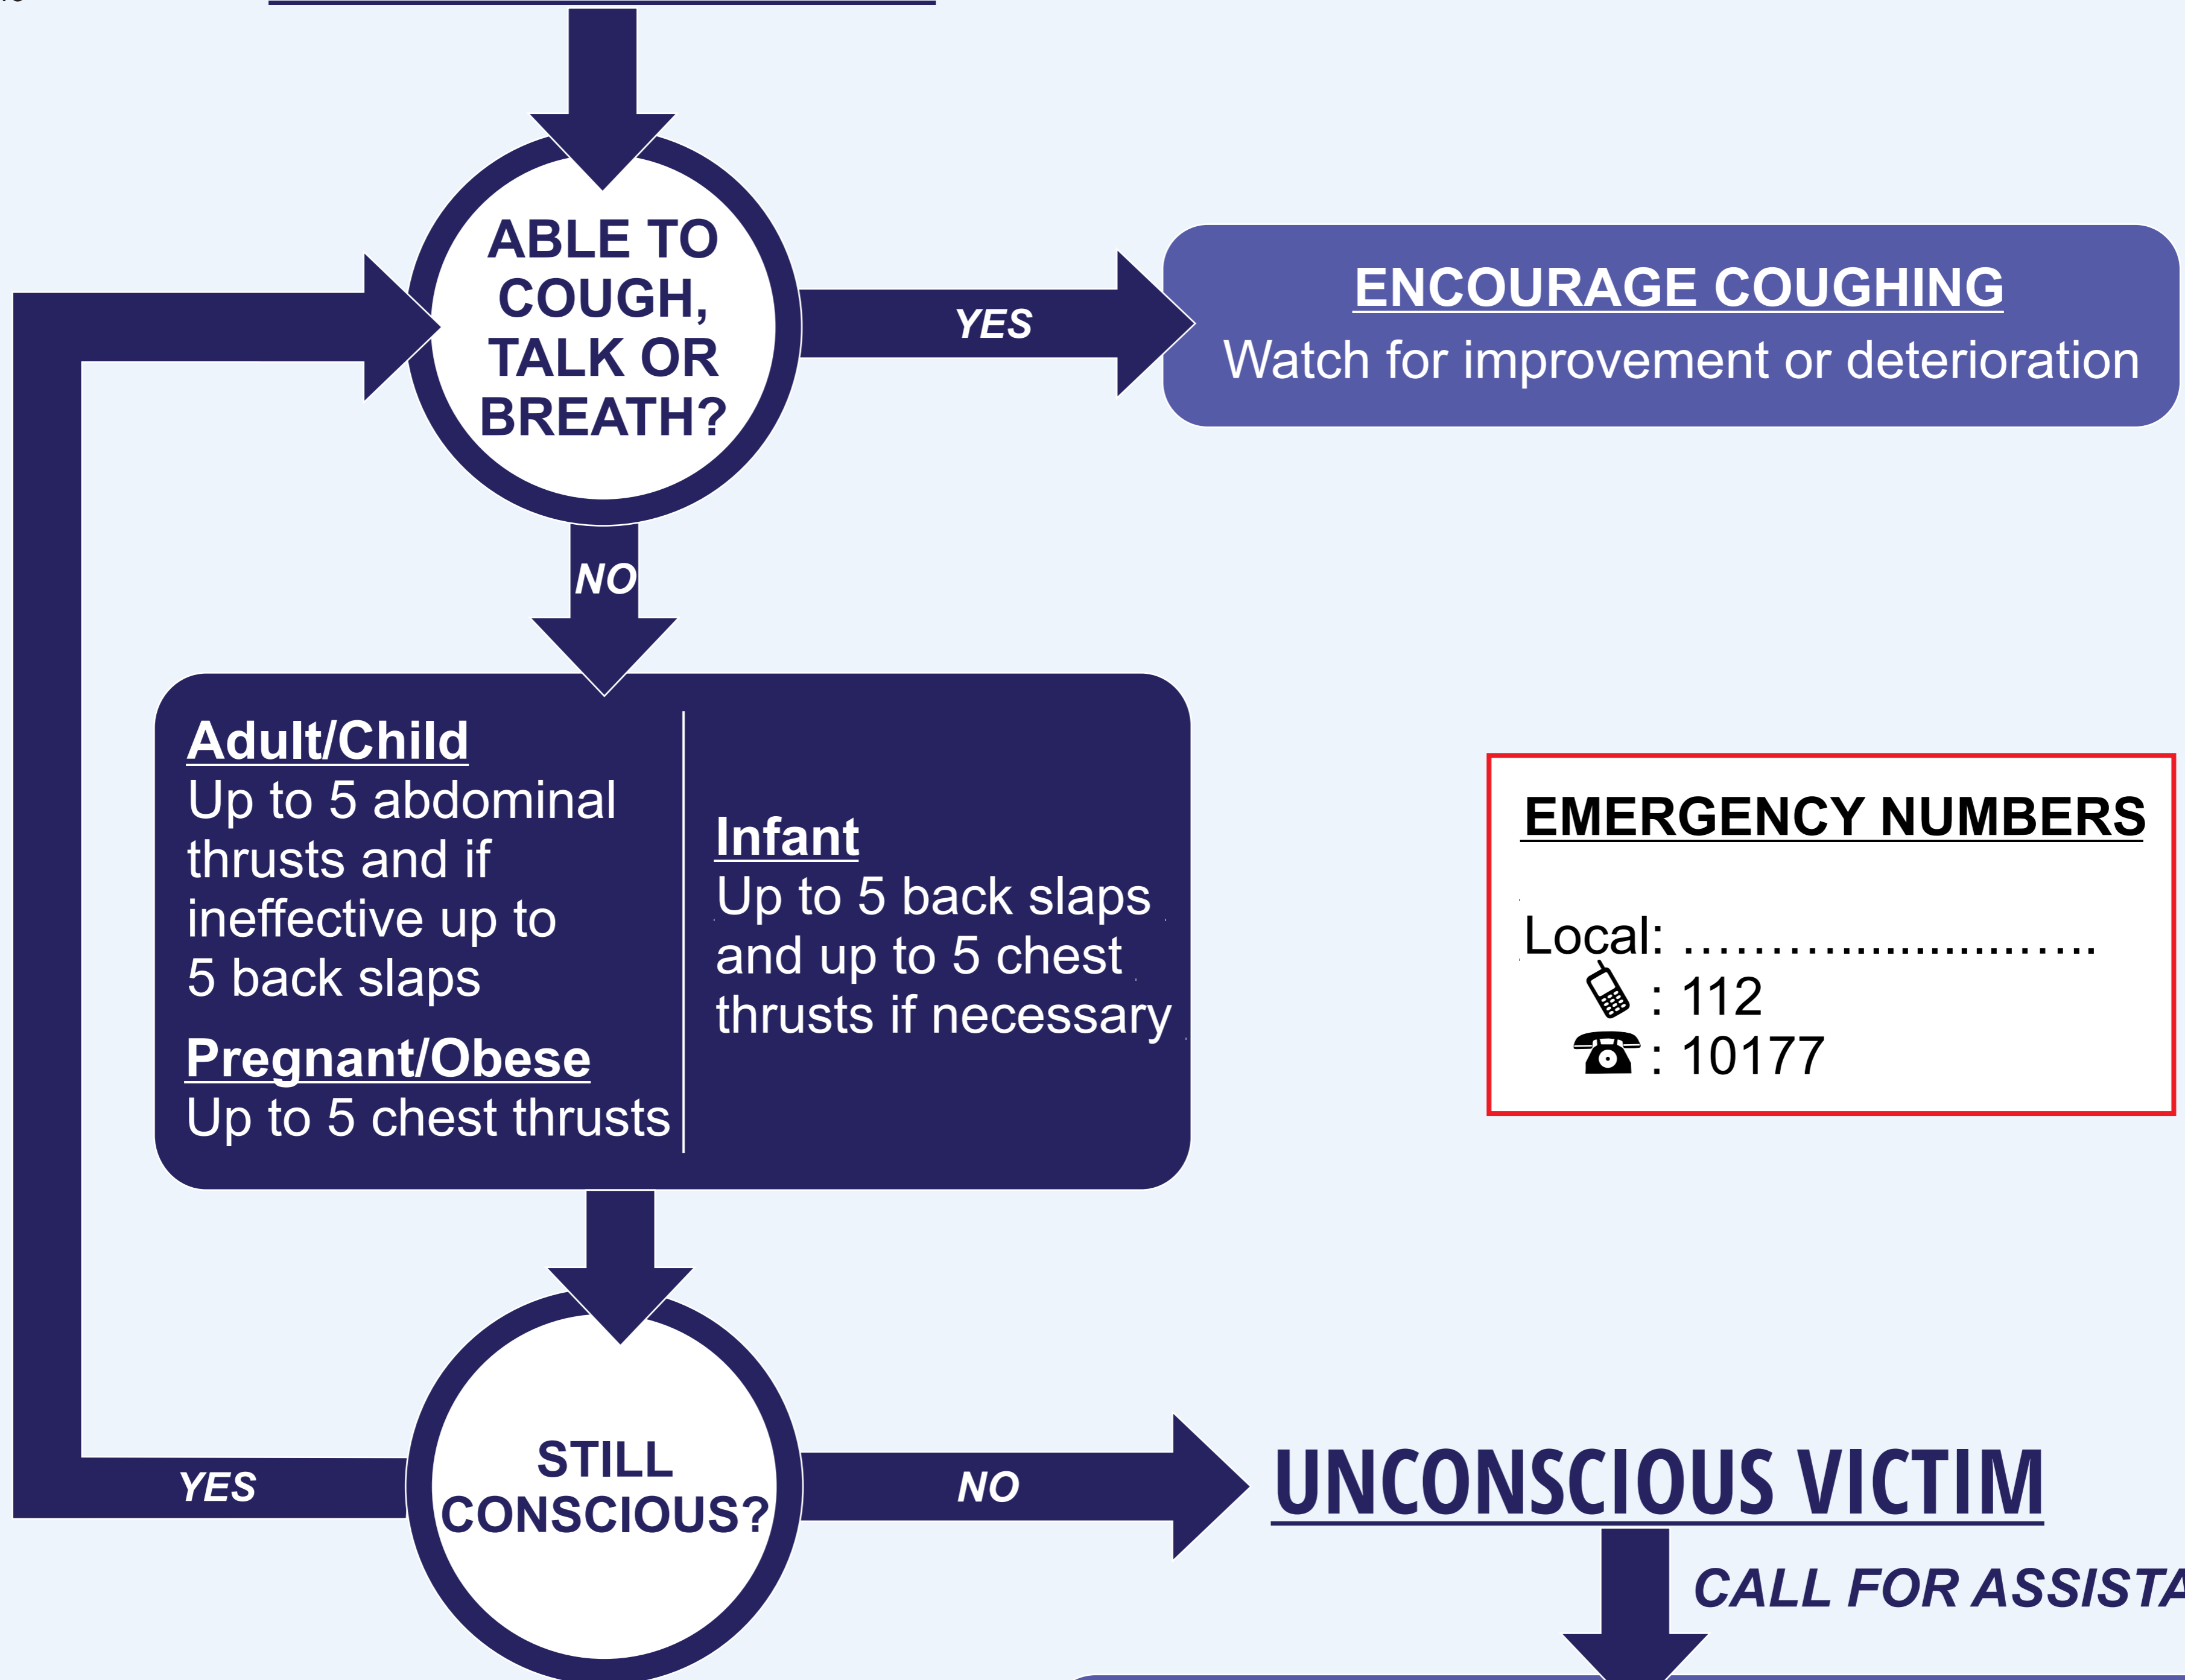 ABLE TO
COUGH,
TALK OR
BREATH?
YES
ENCOURAGE COUGHING
Watch for improvement or deterioration
NO
Adult/Child
Up to 5 abdominal
thrusts and if
ineffective up to
5 back slaps
Pregnant/Obese
Up to 5 chest thrusts
Infant
Up to 5 back slaps
and up to 5 chest
thrusts if necessary
EMERGENCY NUMBERS
Local: ..............................
: 112
: 10177
STILL
CONSCIOUS?
YES
NO
UNCONSCIOUS VICTIM
CALL FOR ASSISTA